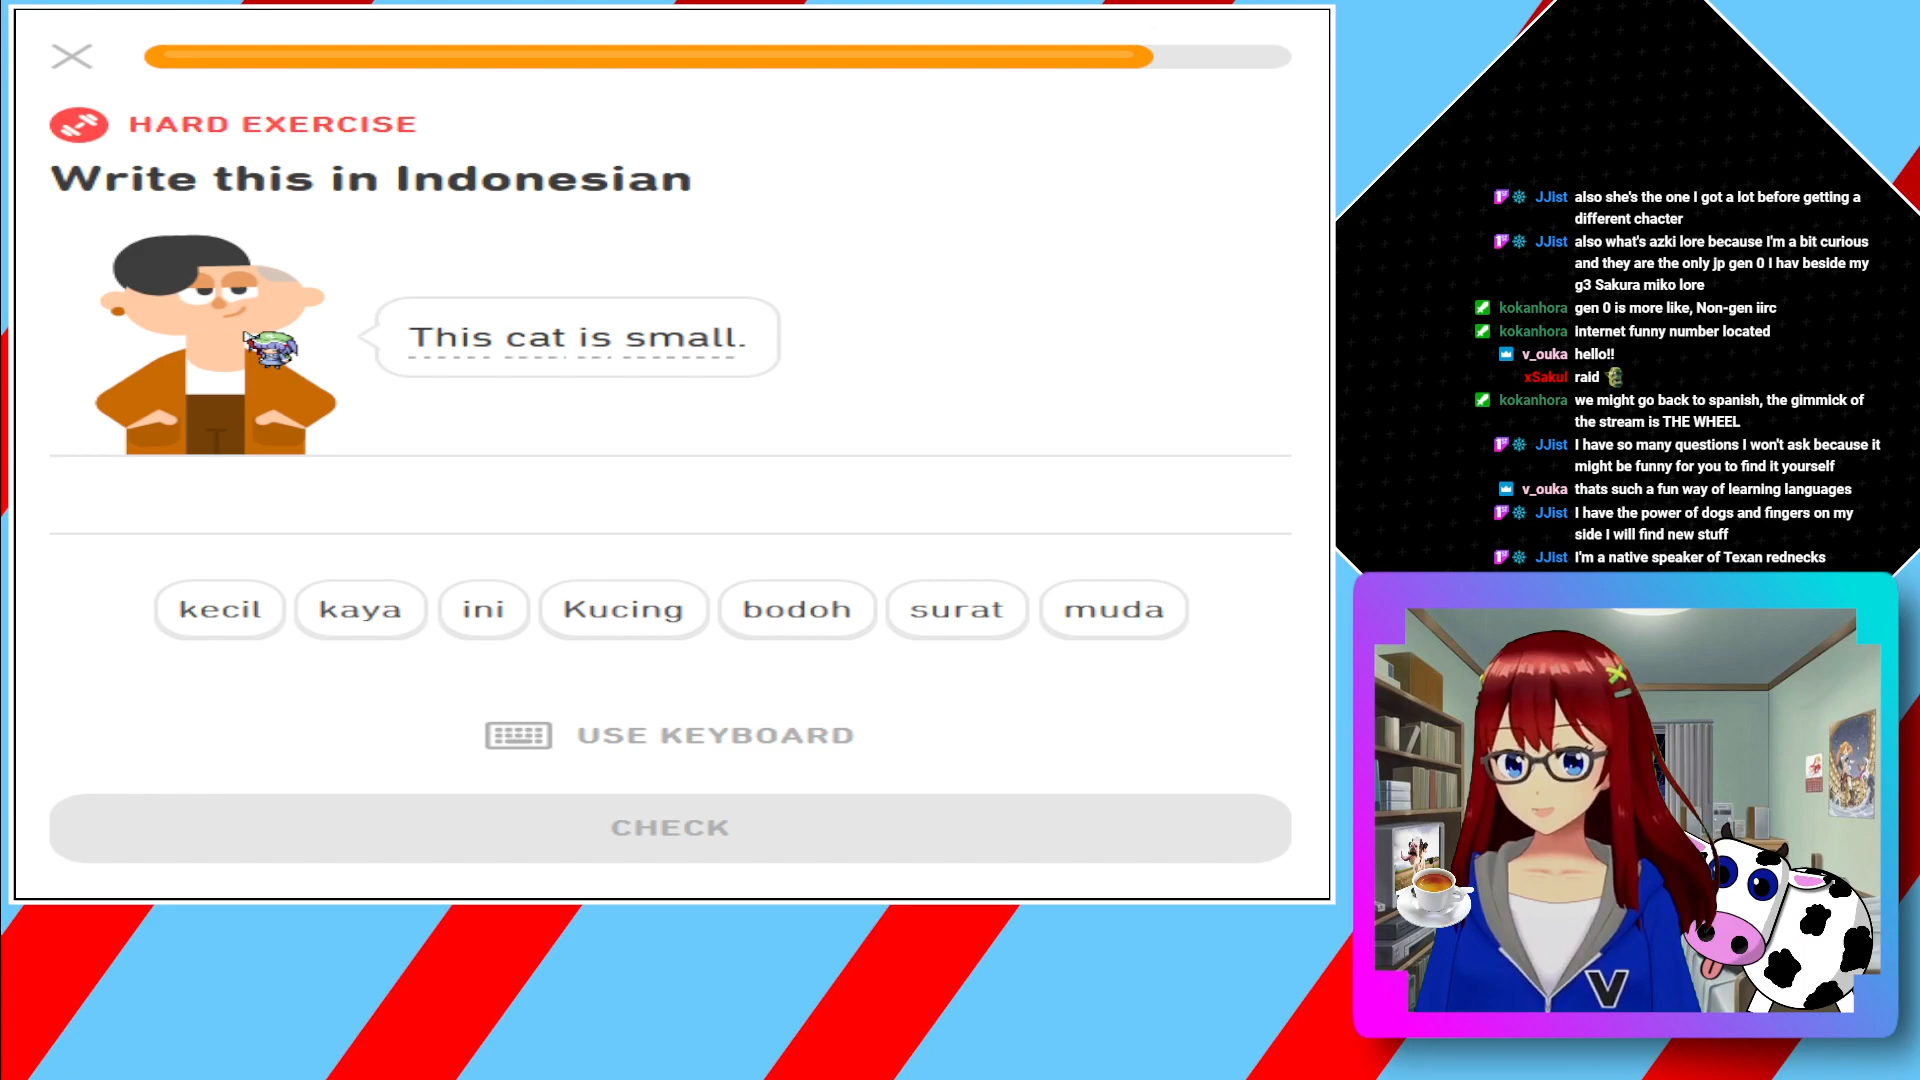 HARD EXERCISE
Write this in Indonesian
This cat is small.
kecil kaya ini Kucing bodoh surat muda
USE KEYBOARD
CHECK
JJist also she's the one I got a lot before getting a
different chacter
JJist also what's azki lore because I'm a bit curious
and they are the only jp gen 0 I hav beside my
g3 Sakura miko lore
kokanhora gen 0 is more like, Non-gen iirc
kokanhora internet funny number located
v_ouka hello!!
xSakul raid
kokanhora we might go back to spanish, the gimmick of
the stream is THE WHEEL
JJist I have so many questions I won't ask because it
might be funny for you to find it yourself
v_ouka thats such a fun way of learning languages
JJist I have the power of dogs and fingers on my
side I will find new stuff
JJist I'm a native speaker of Texan rednecks
V